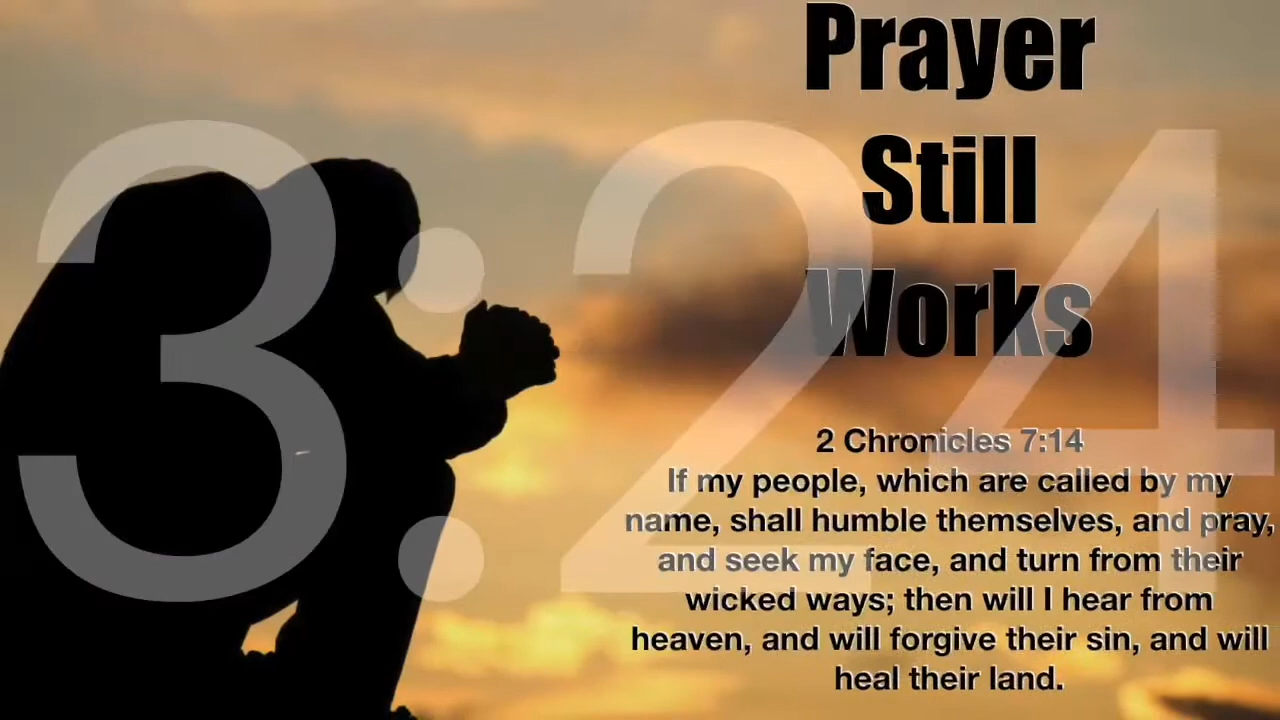 Prayer
Still
Works
3:24
2 Chronicles 7:14
If my people, which are called by my
name, shall humble themselves, and pray,
and seek my face, and turn from their
wicked ways; then will I hear from
heaven, and will forgive their sin, and will
heal their land.